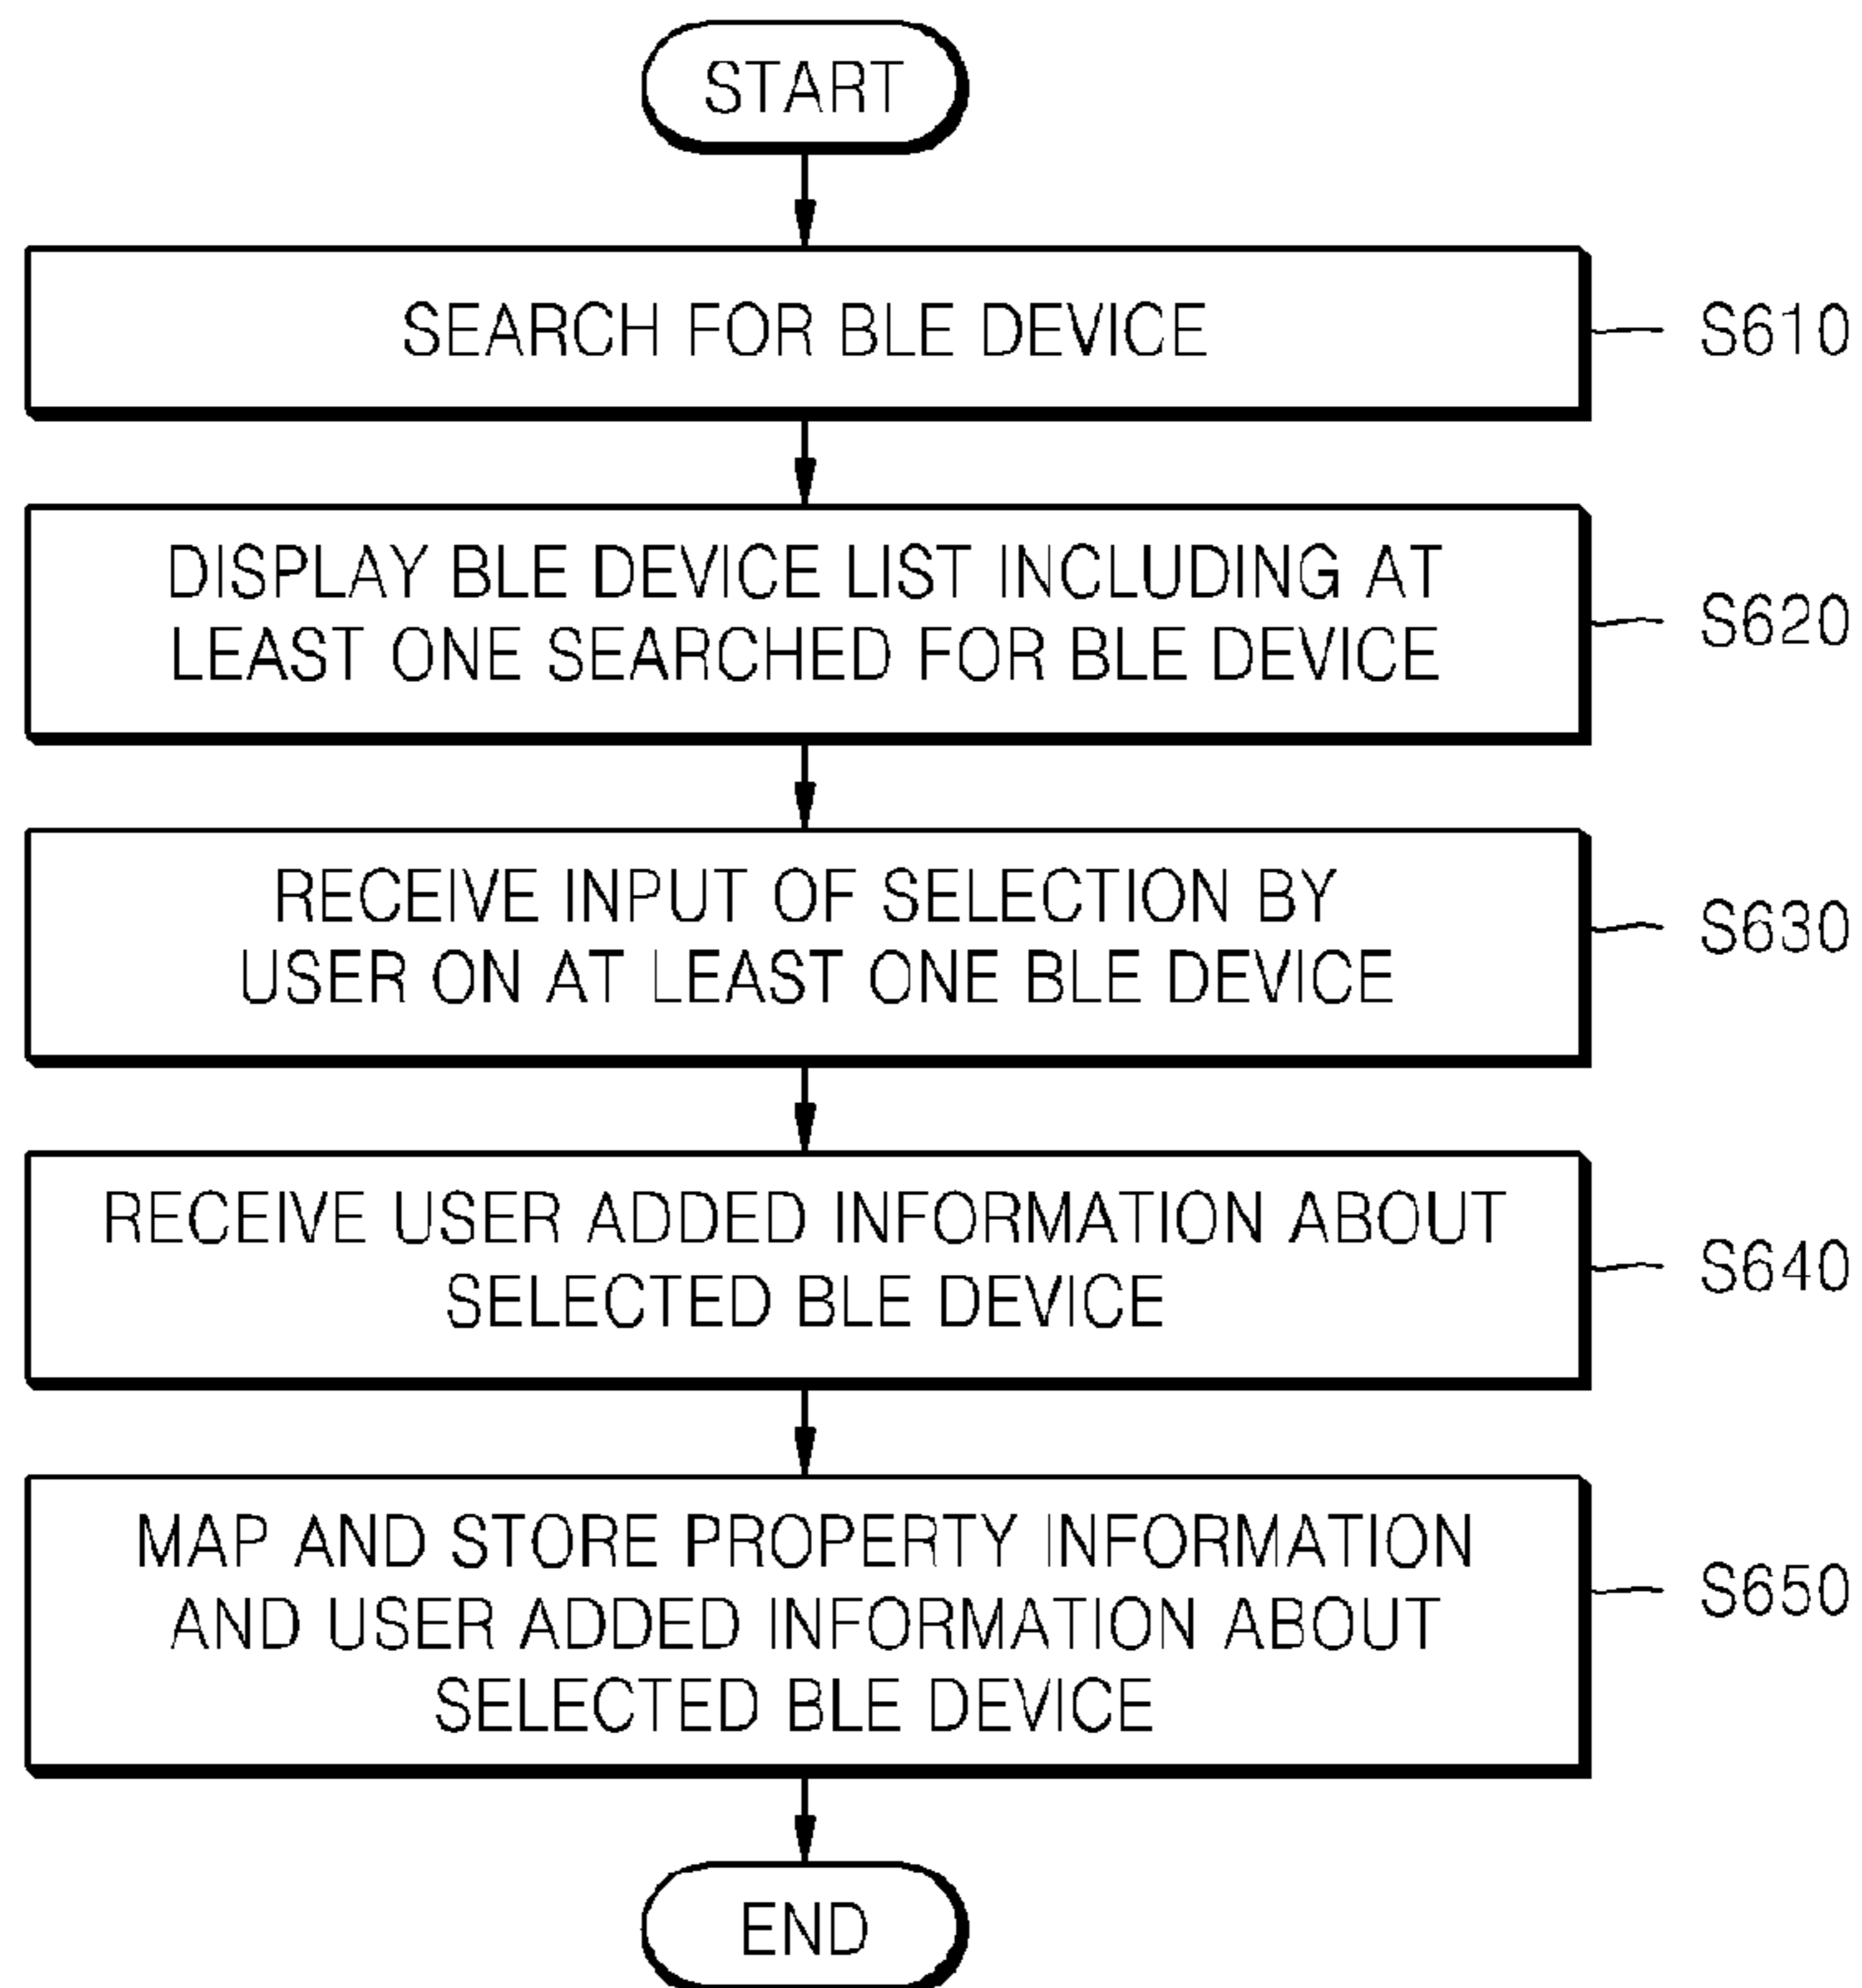 START
SEARCH FOR BLE DEVICE
S610
DISPLAY BLE DEVICE LIST INCLUDING AT
LEAST ONE SEARCHED FOR BLE DEVICE
S620
RECEIVE INPUT OF SELECTION BY
USER ON AT LEAST ONE BLE DEVICE
S630
RECEIVE USER ADDED INFORMATION ABOUT
SELECTED BLE DEVICE
S640
MAP AND STORE PROPERTY INFORMATION
AND USER ADDED INFORMATION ABOUT
SELECTED BLE DEVICE
S650
END